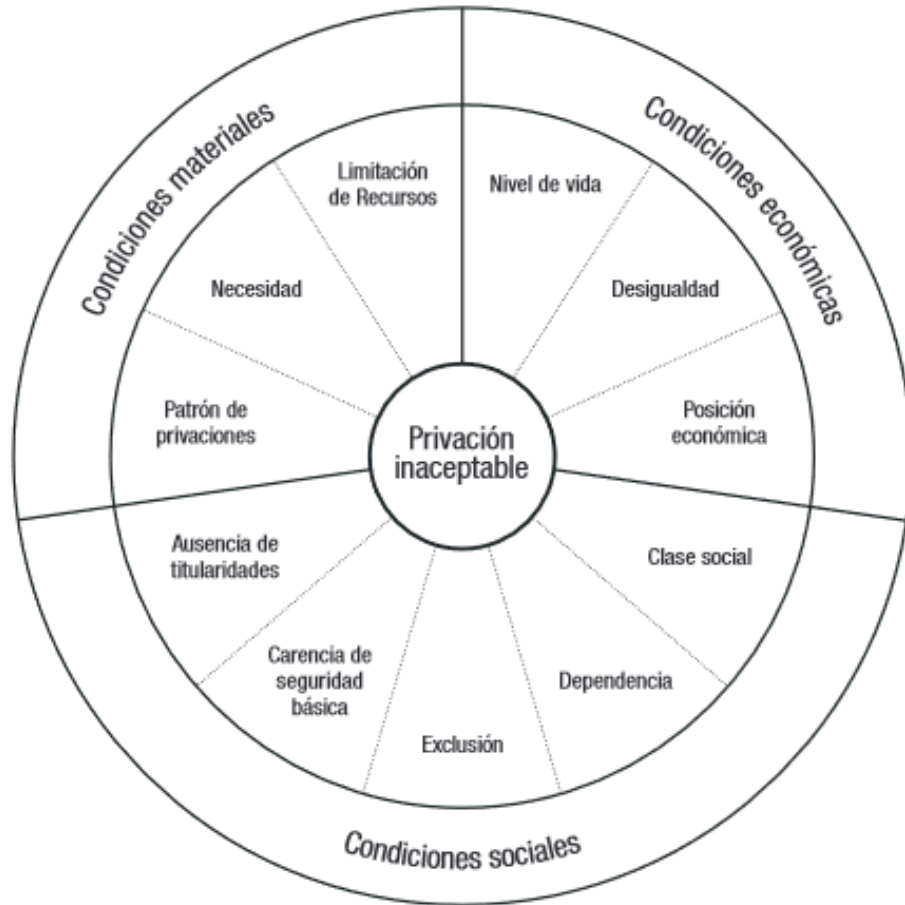 Condiciones materiales
Condiciones económicas
Limitación
de Recursos
Nivel de vida
Necesidad
Desigualdad
Patrón de
privaciones
Privación
inaceptable
Posición
económica
Ausencia de
titularidades
Clase social
Carencia de
seguridad
básica
Dependencia
Exclusión
Condiciones sociales